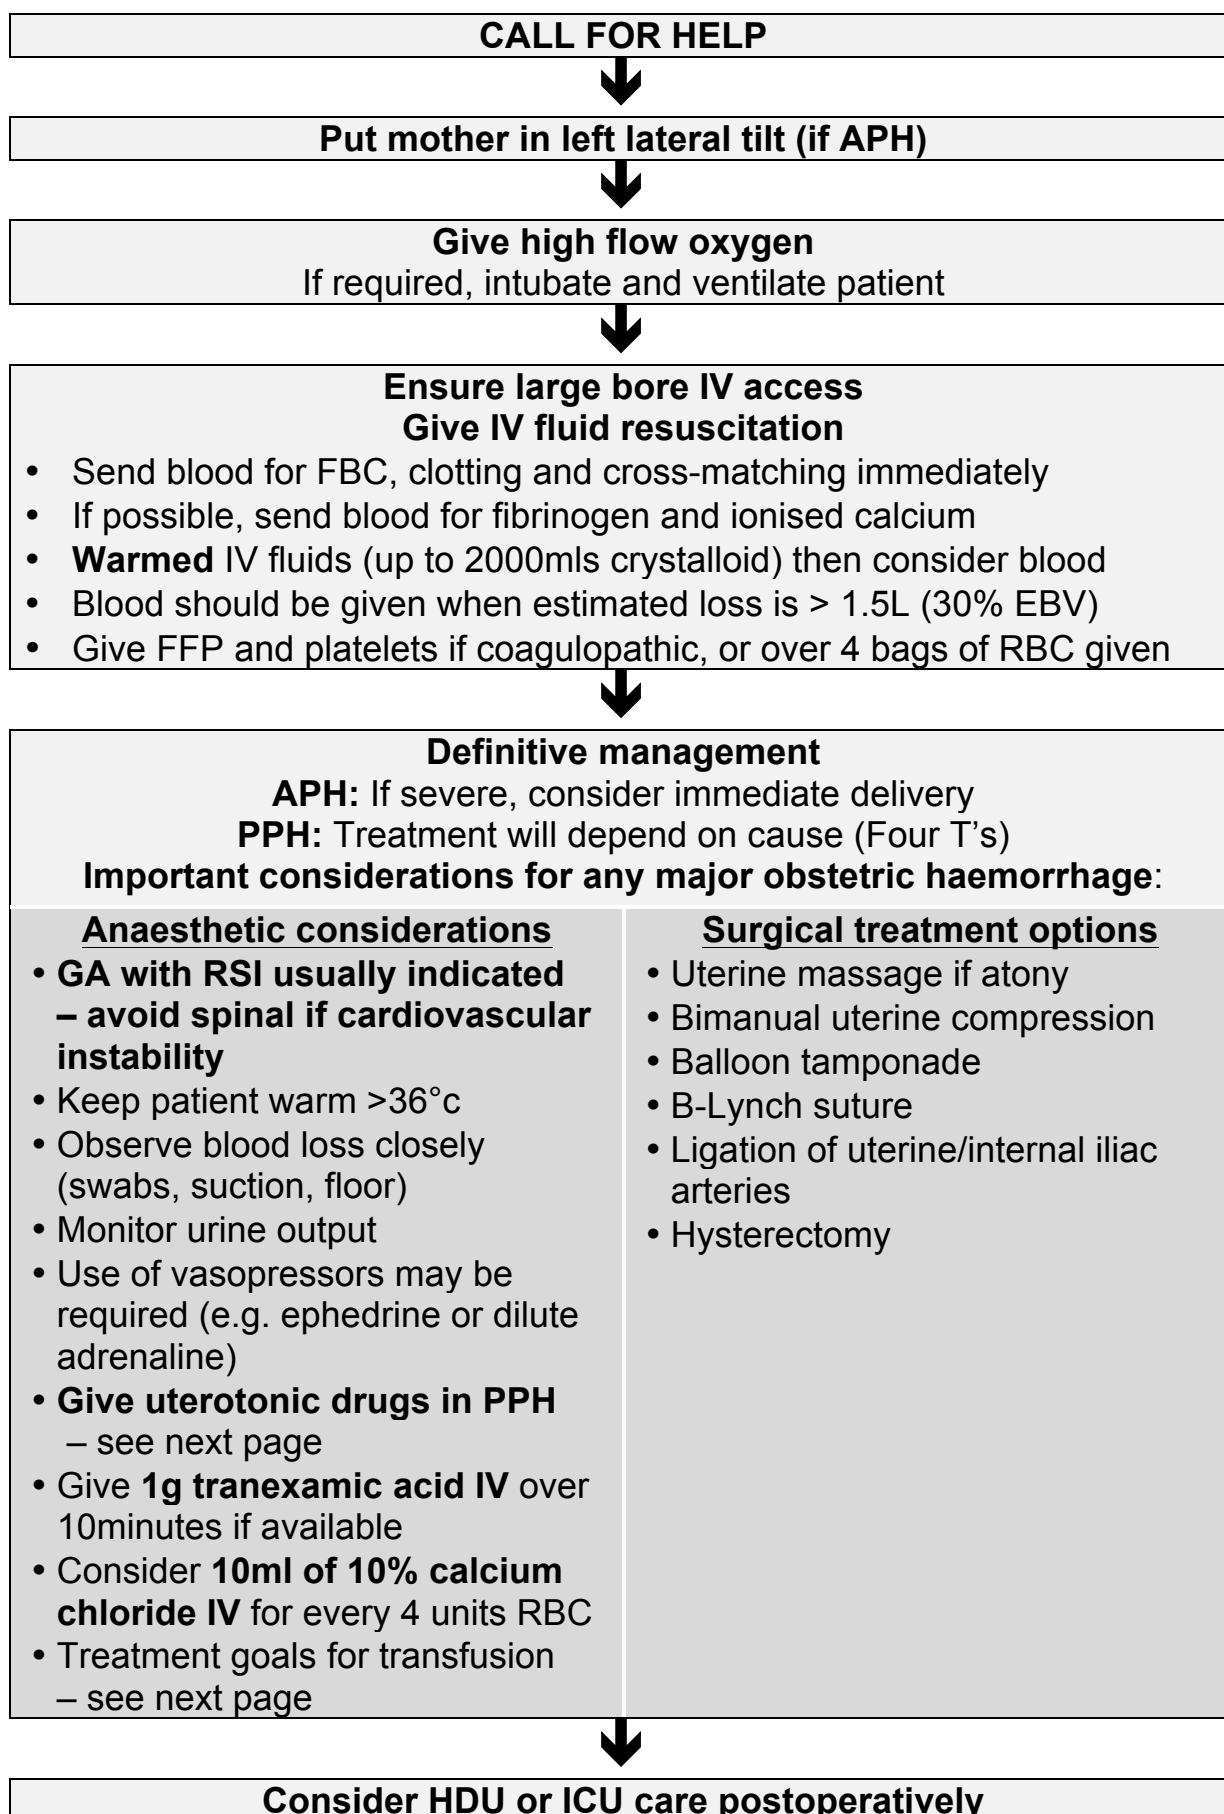 CALL FOR HELP
Put mother in left lateral tilt (if APH)
Give high flow oxygen
If required, intubate and ventilate patient
Ensure large bore IV access
Give IV fluid resuscitation
• Send blood for FBC, clotting and cross-matching immediately
• If possible, send blood for fibrinogen and ionised calcium
• Warmed IV fluids (up to 2000mls crystalloid) then consider blood
• Blood should be given when estimated loss is > 1.5L (30% EBV)
• Give FFP and platelets if coagulopathic, or over 4 bags of RBC given
Definitive management
APH: If severe, consider immediate delivery
PPH: Treatment will depend on cause (Four T's)
Important considerations for any major obstetric haemorrhage:
Anaesthetic considerations
• GA with RSI usually indicated
– avoid spinal if cardiovascular
instability
• Keep patient warm >36°c
• Observe blood loss closely
(swabs, suction, floor)
• Monitor urine output
• Use of vasopressors may be
required (e.g. ephedrine or dilute
adrenaline)
• Give uterotonic drugs in PPH
– see next page
• Give 1g tranexamic acid IV over
10minutes if available
• Consider 10ml of 10% calcium
chloride IV for every 4 units RBC
• Treatment goals for transfusion
– see next page
Surgical treatment options
• Uterine massage if atony
• Bimanual uterine compression
• Balloon tamponade
• B-Lynch suture
• Ligation of uterine/internal iliac
arteries
• Hysterectomy
Consider HDU or ICU care postoperatively